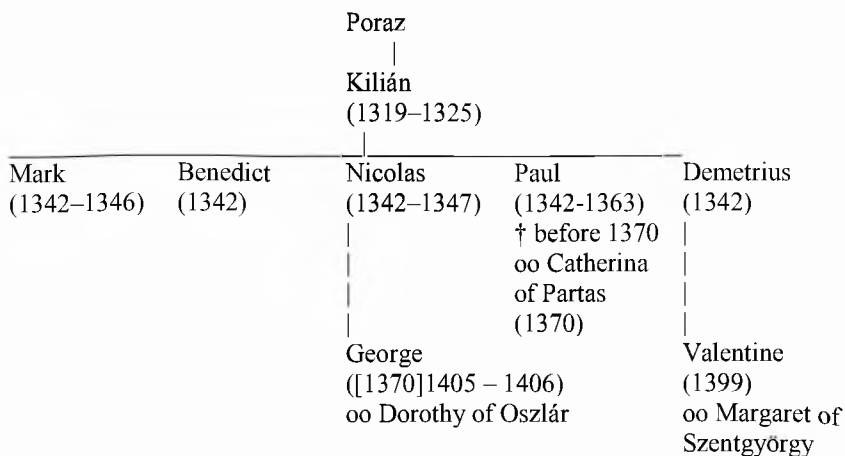 Poraz
Kilián
(1319–1325)
Mark Benedict Nicolas Paul Demetrius
(1342–1346) (1342) (1342–1347) (1342-1363) (1342)
† before 1370
oo Catherina
of Partas
(1370)
George Valentine
([1370]1405 – 1406) (1399)
oo Dorothy of Oszlár oo Margaret of
Szentgyörgy